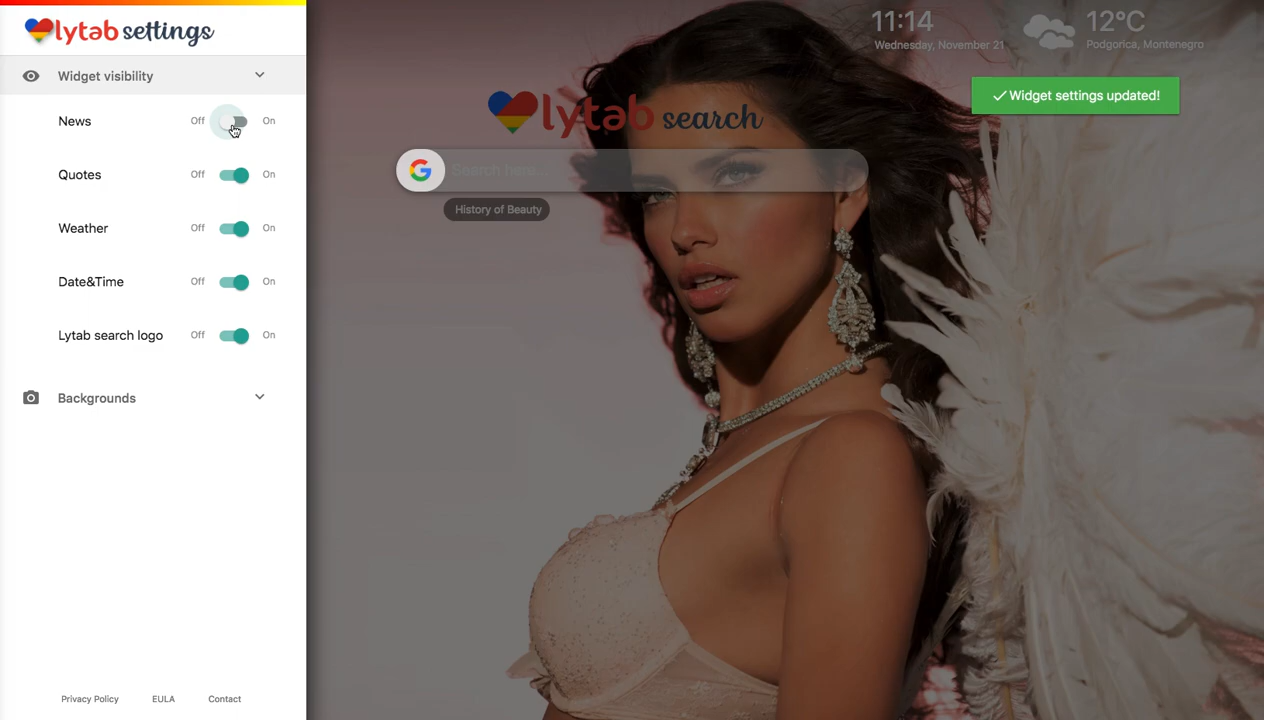 lytab settings
Widget visibility
News Off On
Quotes Off On
Weather Off On
Date&Time Off On
Lytab search logo Off On
Backgrounds
Privacy Policy EULA Contact
11:14
Wednesday, November 21
12°C
Podgorica, Montenegro
✓ Widget settings updated!
lytab search
Search here...
History of Beauty